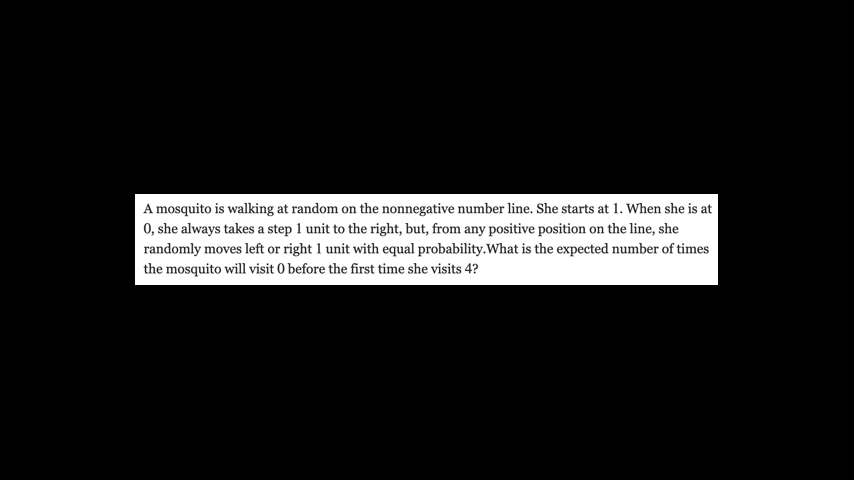 A mosquito is walking at random on the nonnegative number line. She starts at 1. When she is at
0, she always takes a step 1 unit to the right, but, from any positive position on the line, she
randomly moves left or right 1 unit with equal probability.What is the expected number of times
the mosquito will visit 0 before the first time she visits 4?